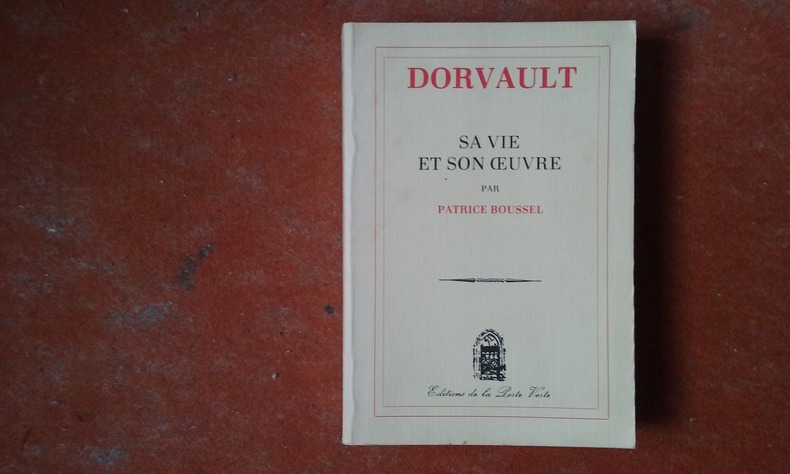 DORVAULT
SA VIE
ET SON ŒUVRE
PAR
PATRICE BOUSSEL
Editions de la Porte Verte